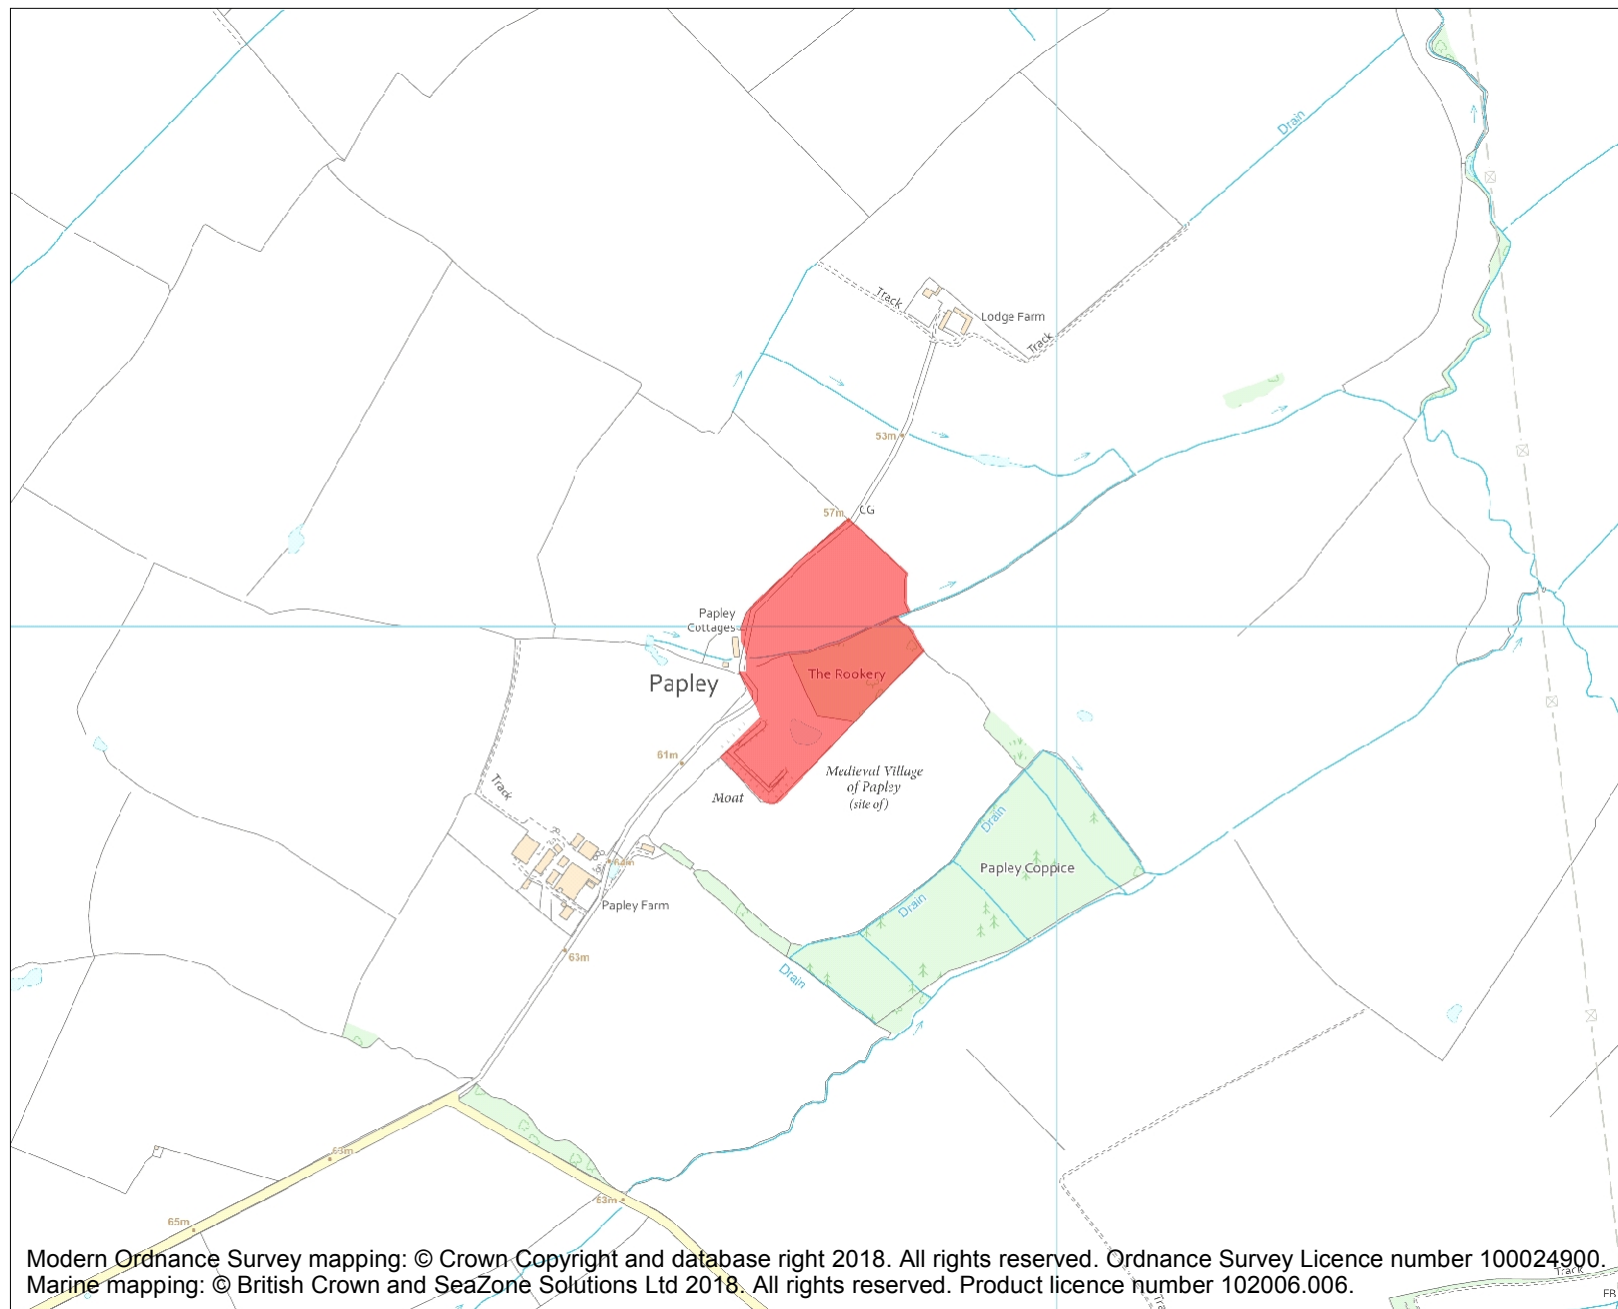 Drain
Track
Lodge Farm
Track
53m
57m
CG
Papley
Cottages
The Rookery
Papley
61m
Medieval Village
of Papley
(site of)
Moat
Track
Drain
64m
Papley Coppice
Papley Farm
Drain
63m
Drain
63m
63m
65m
Modern Ordnance Survey mapping: © Crown Copyright and database right 2018. All rights reserved. Ordnance Survey Licence number 100024900.
Marine mapping: © British Crown and SeaZone Solutions Ltd 2018. All rights reserved. Product licence number 102006.006.
Track
FB